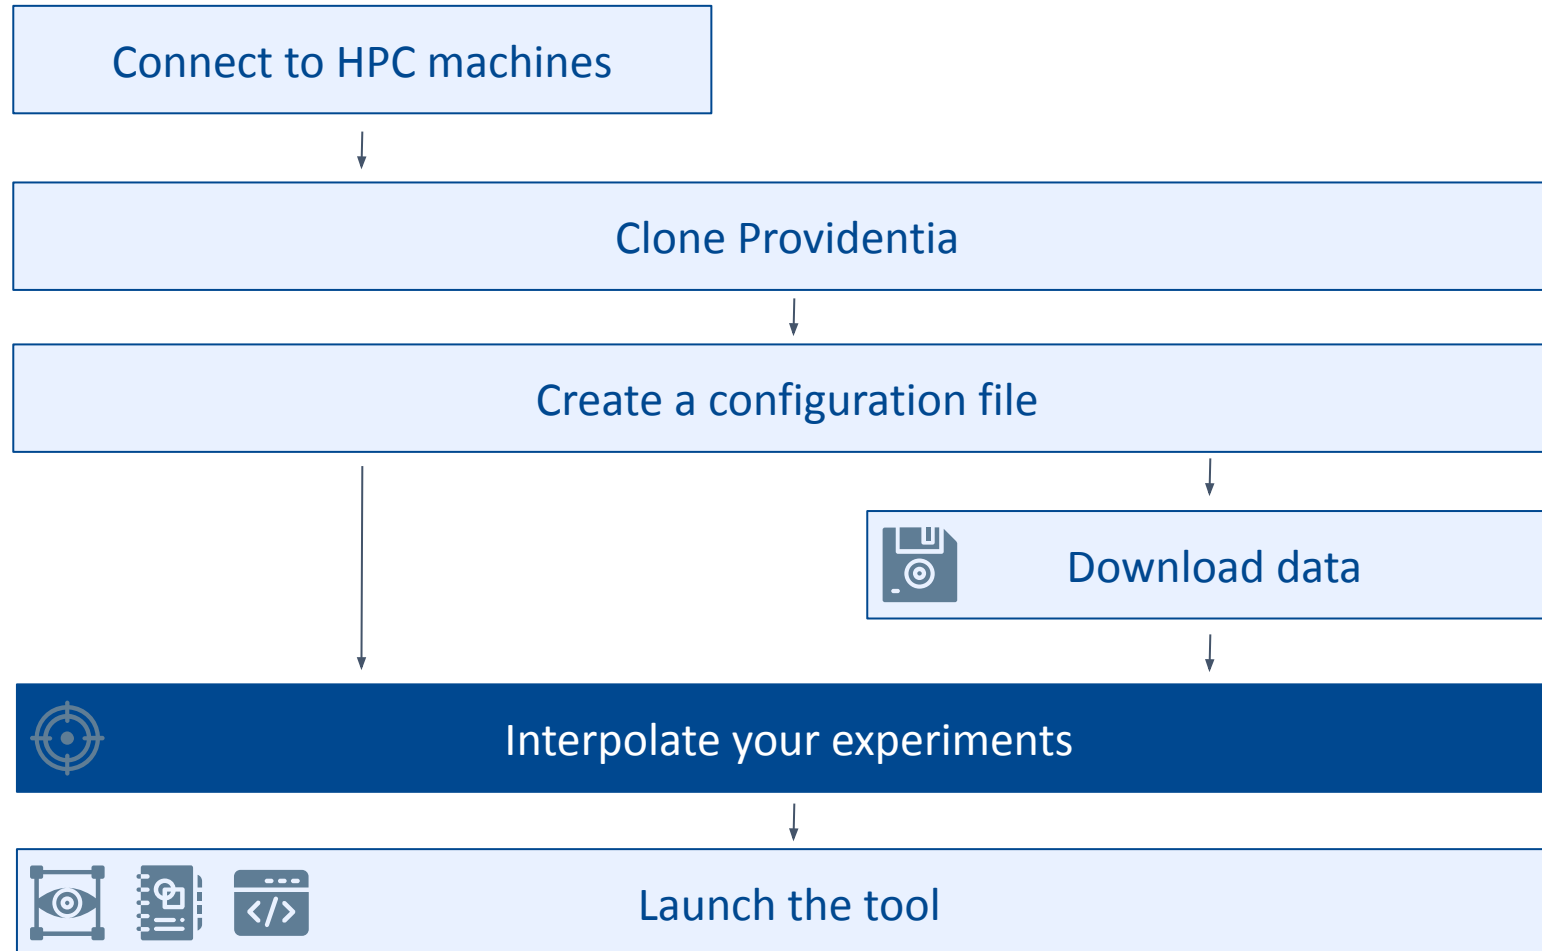 Connect to HPC machines
Clone Providentia
Create a configuration file
Download data
Interpolate your experiments
</>
Launch the tool